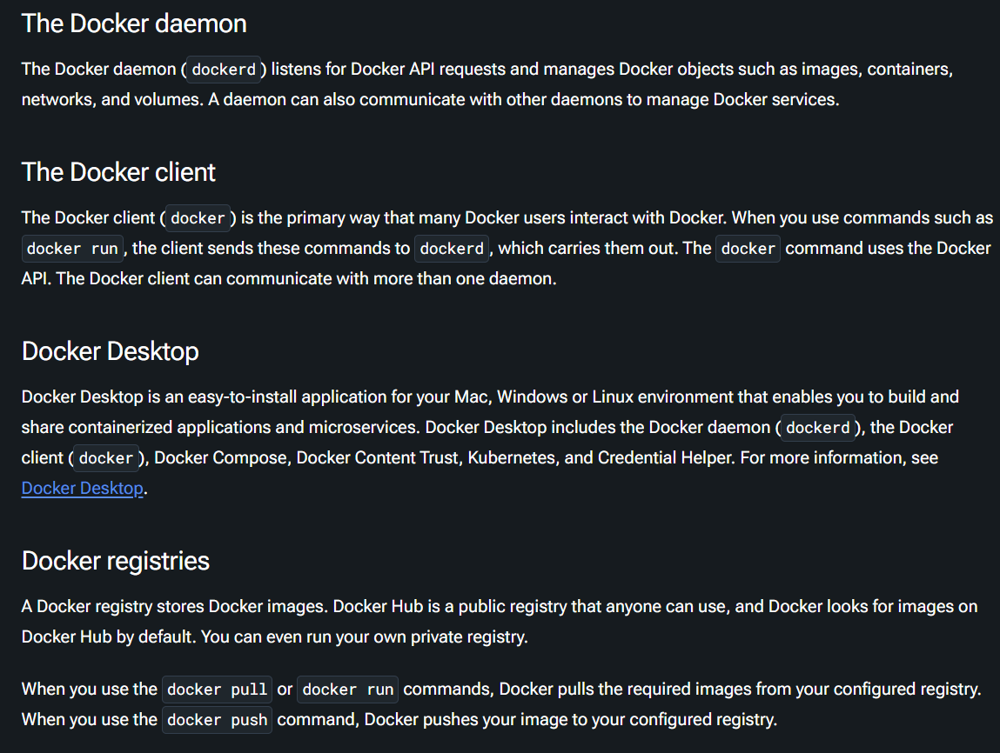 The Docker daemon
The Docker daemon (dockerd) listens for Docker API requests and manages Docker objects such as images, containers,
networks, and volumes. A daemon can also communicate with other daemons to manage Docker services.
The Docker client
The Docker client (docker) is the primary way that many Docker users interact with Docker. When you use commands such as
docker run, the client sends these commands to dockerd, which carries them out. The docker command uses the Docker
API. The Docker client can communicate with more than one daemon.
Docker Desktop
Docker Desktop is an easy-to-install application for your Mac, Windows or Linux environment that enables you to build and
share containerized applications and microservices. Docker Desktop includes the Docker daemon (dockerd), the Docker
client (docker), Docker Compose, Docker Content Trust, Kubernetes, and Credential Helper. For more information, see
Docker Desktop.
Docker registries
A Docker registry stores Docker images. Docker Hub is a public registry that anyone can use, and Docker looks for images on
Docker Hub by default. You can even run your own private registry.
When you use the docker pull or docker run commands, Docker pulls the required images from your configured registry.
When you use the docker push command, Docker pushes your image to your configured registry.